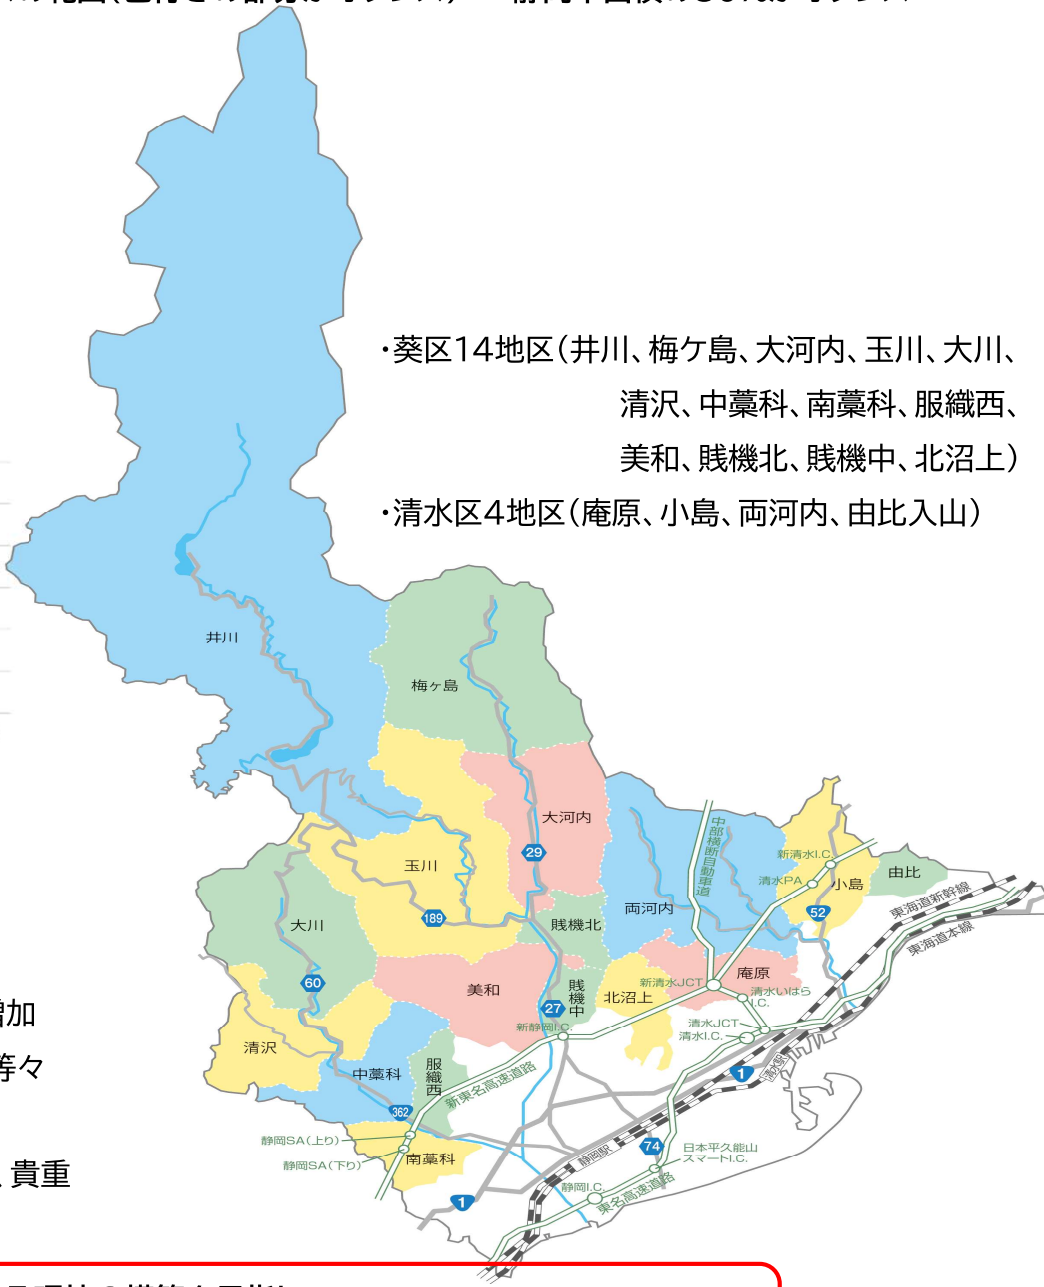 ・葵区14地区(井川、梅ケ島、大河内、玉川、大川、
清沢、中藁科、南藁科、服織西、
美和、賎機北、賎機中、北沼上)
・清水区4地区(庵原、小島、両河内、由比入山)
井川
梅ヶ島
大河内
29
玉川
189
中部横断自動車道
新清水I.C.
清水PA
小島
52
由比
東海道新幹線
東海道本線
両河内
賎機北
大川
60
美和
賎機中
27
北沼上
新清水JCT
庵原
清水いはらI.C.
新静岡I.C.
清水JCT
清水I.C.
清沢
中藁科
服織西
新東名高速道路
362
1
清水駅
静岡SA(上り)
静岡SA(下り)
南藁科
静岡駅
74
日本平久能山
スマートI.C.
1
静岡I.C.
東名高速道路
増加
等々
、貴重